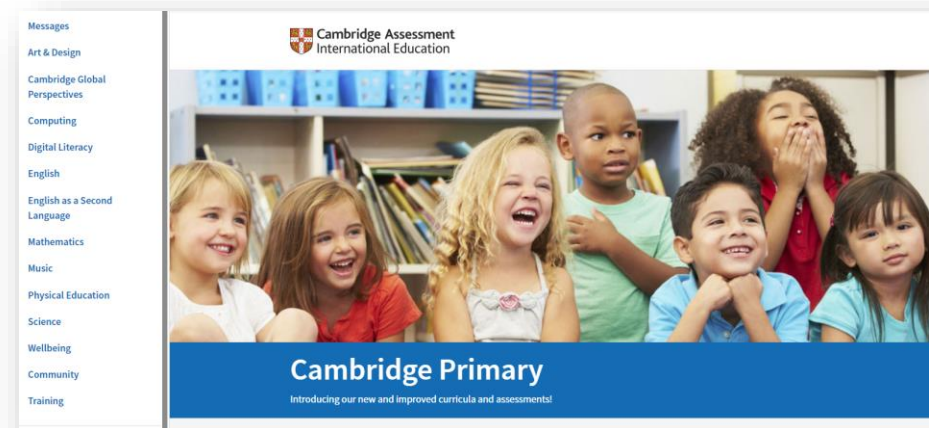 Messages
Art & Design
Cambridge Global
Perspectives
Computing
Digital Literacy
English
English as a Second
Language
Mathematics
Music
Physical Education
Science
Wellbeing
Community
Training
Cambridge Assessment
International Education
Cambridge Primary
Introducing our new and improved curricula and assessments!